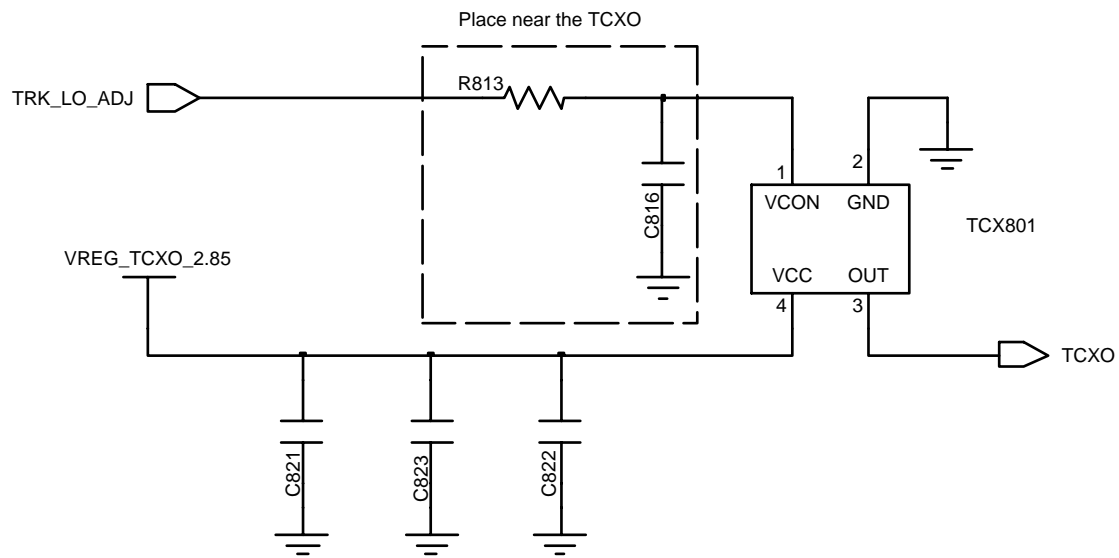 Place near the TCXO
R813
TRK_LO_ADJ
C816
1
2
VCON
GND
TCX801
VREG_TCXO_2.85
VCC
OUT
4
3
TCXO
C821
C823
C822